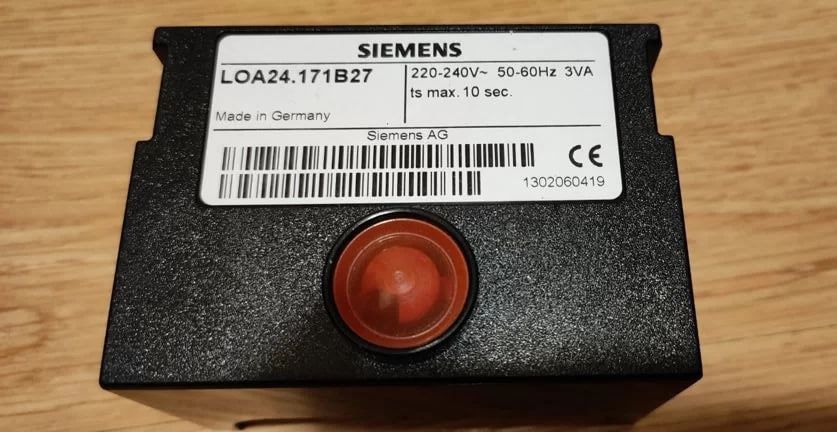 SIEMENS
LOA24.171B27
220-240V~ 50-60Hz 3VA
ts max. 10 sec.
Made in Germany
Siemens AG
CE
1302060419